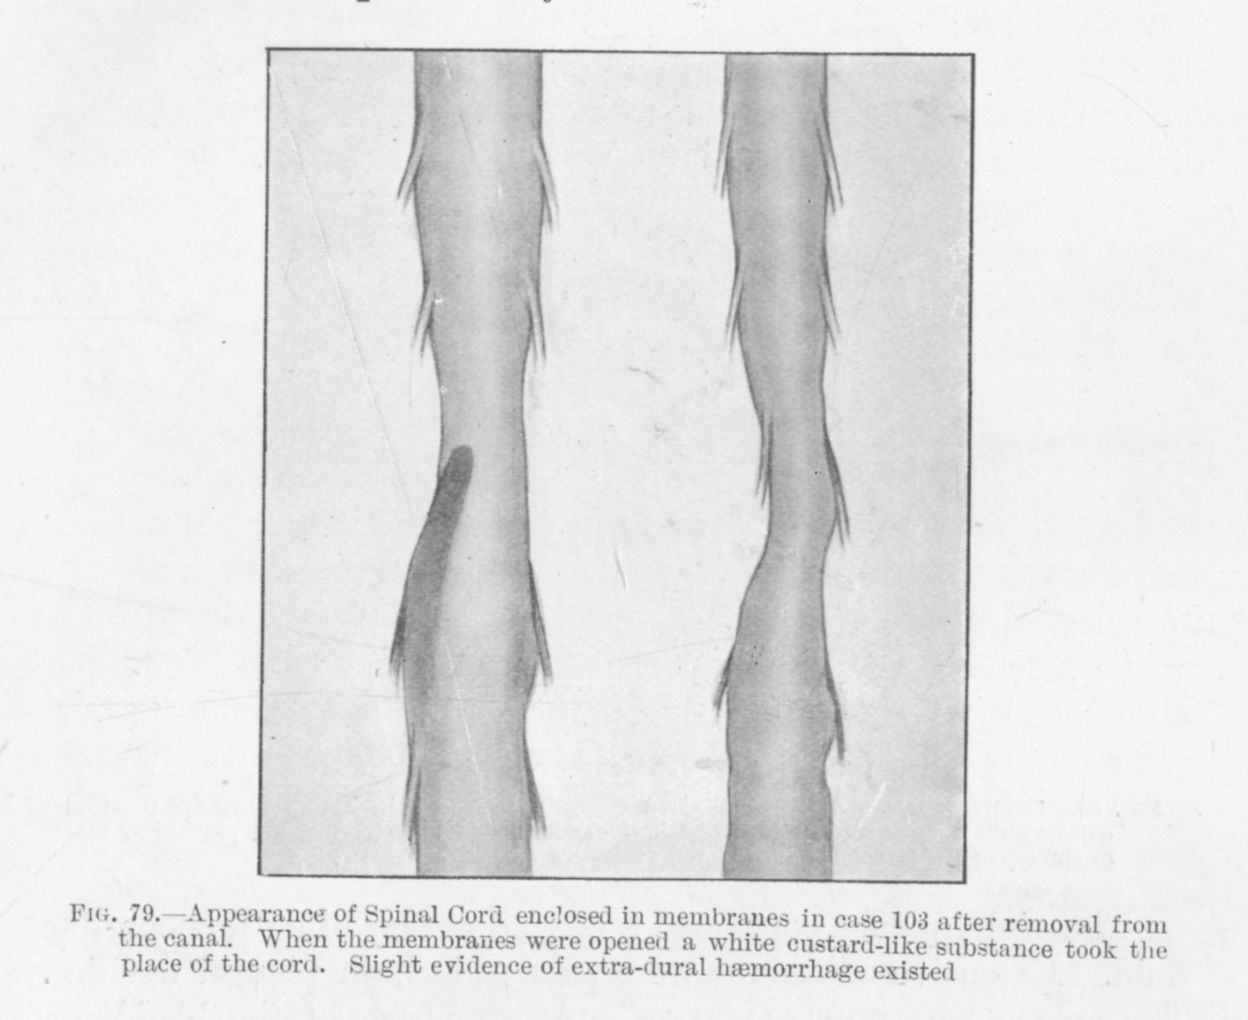 FIG. 79.—Appearance of Spinal Cord enclosed in membranes in case 103 after removal from
the canal. When the membranes were opened a white custard-like substance took the
place of the cord. Slight evidence of extra-dural hæmorrhage existed